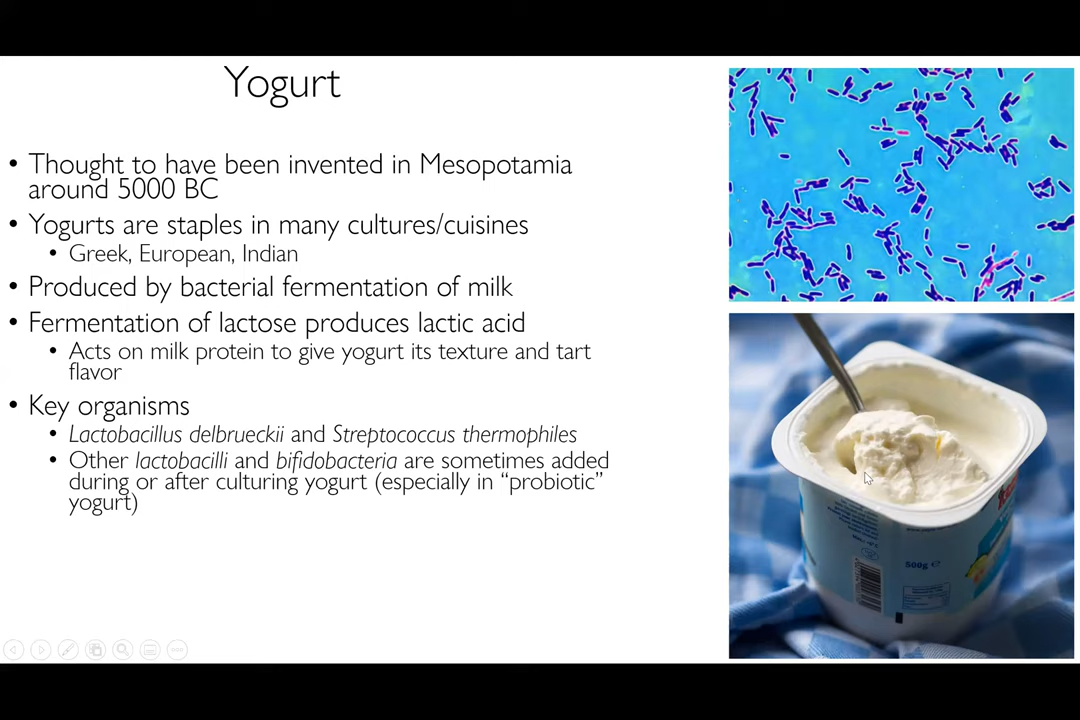 Yogurt
• Thought to have been invented in Mesopotamia
around 5000 BC
• Yogurts are staples in many cultures/cuisines
• Greek, European, Indian
• Produced by bacterial fermentation of milk
• Fermentation of lactose produces lactic acid
• Acts on milk protein to give yogurt its texture and tart
flavor
• Key organisms
• Lactobacillus delbrueckii and Streptococcus thermophiles
• Other lactobacilli and bifidobacteria are sometimes added
during or after culturing yogurt (especially in “probiotic”
yogurt)
500g ℮